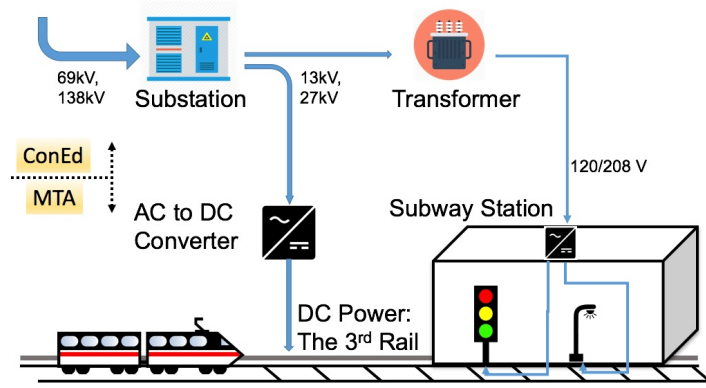 69kV,
138kV
Substation
13kV,
27kV
Transformer
ConEd
MTA
120/208 V
AC to DC
Converter
Subway Station
DC Power:
The 3rd Rail